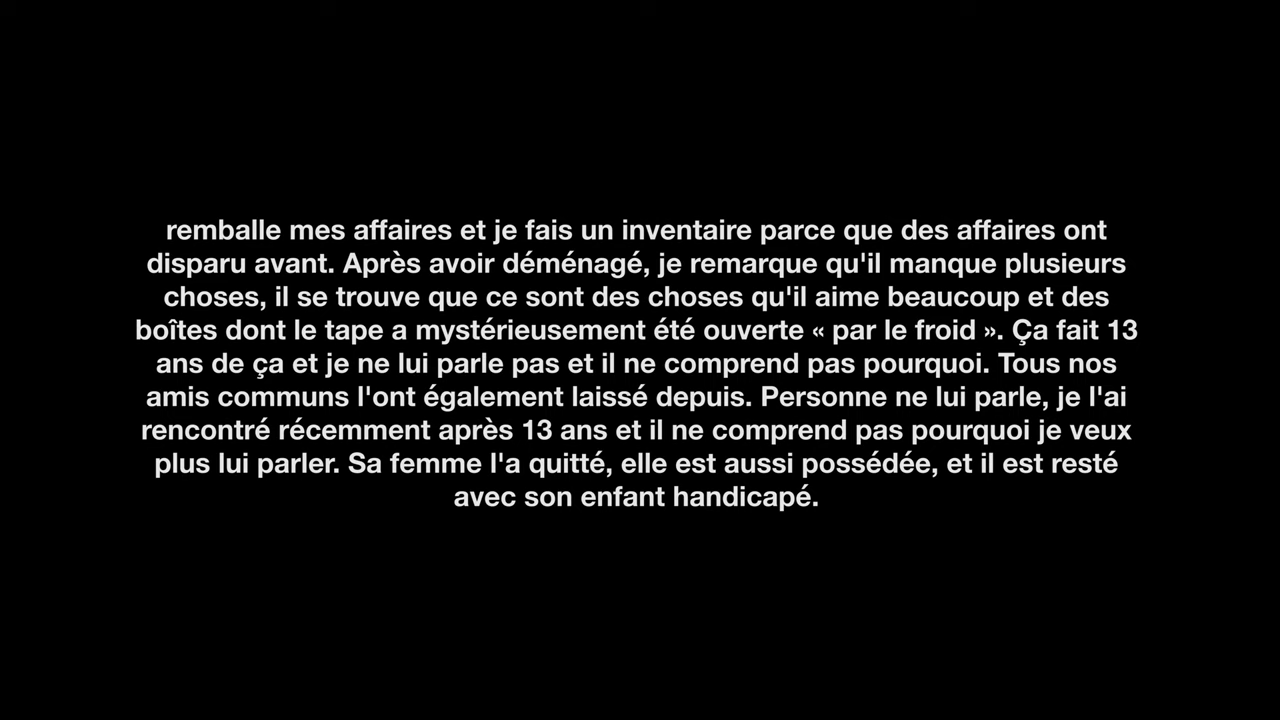 remballe mes affaires et je fais un inventaire parce que des affaires ont
disparu avant. Après avoir déménagé, je remarque qu'il manque plusieurs
choses, il se trouve que ce sont des choses qu'il aime beaucoup et des
boîtes dont le tape a mystérieusement été ouverte « par le froid ». Ça fait 13
ans de ça et je ne lui parle pas et il ne comprend pas pourquoi. Tous nos
amis communs l'ont également laissé depuis. Personne ne lui parle, je l'ai
rencontré récemment après 13 ans et il ne comprend pas pourquoi je veux
plus lui parler. Sa femme l'a quitté, elle est aussi possédée, et il est resté
avec son enfant handicapé.